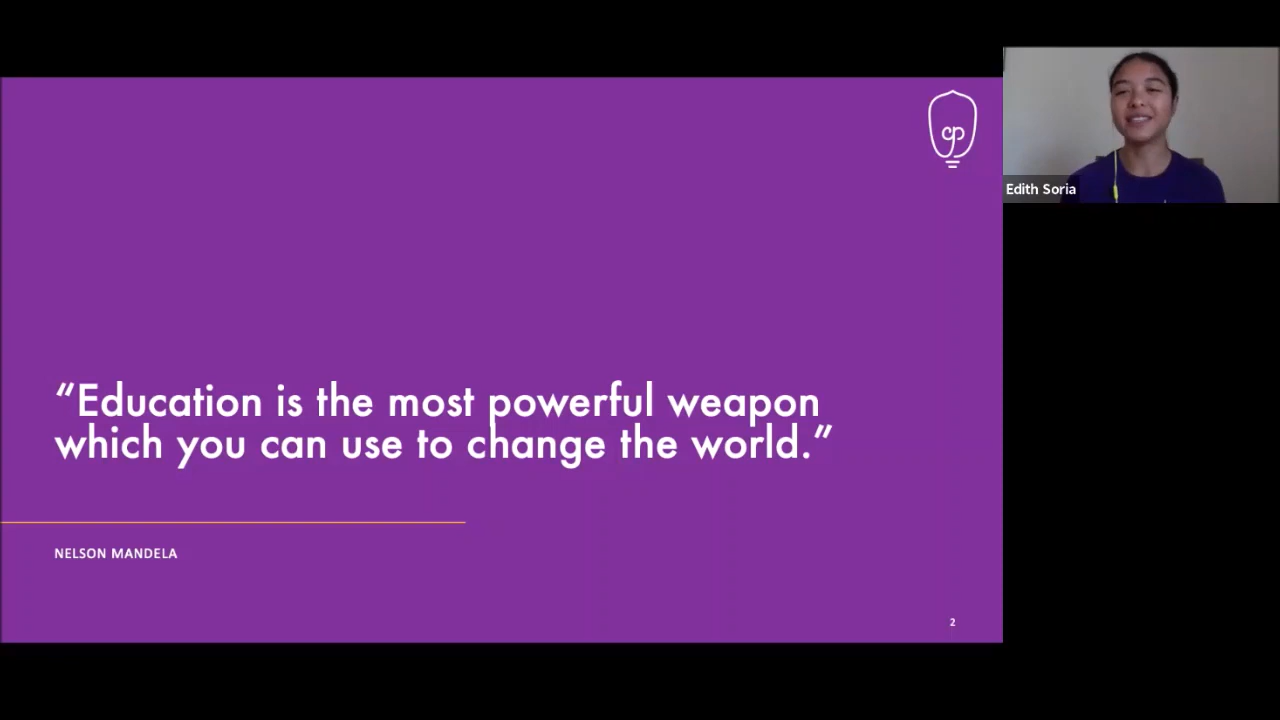 cp
Edith Soria
“Education is the most powerful weapon
which you can use to change the world.”
NELSON MANDELA
2